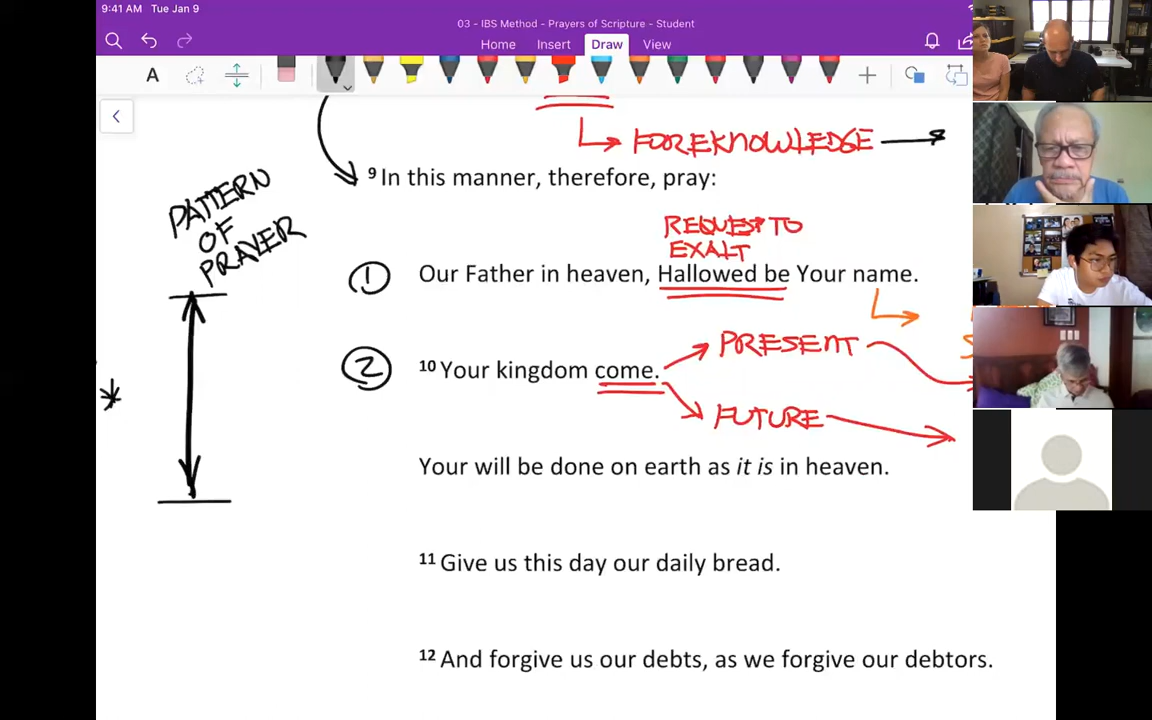 9:41 AM Tue Jan 9
03 - IBS Method - Prayers of Scripture - Student
Home Insert Draw View
A
FOREKNOWLEDGE
9 In this manner, therefore, pray:
PATTERN
OF
PRAYER
REQUEST TO
EXALT
1 Our Father in heaven, Hallowed be Your name.
PRESENT
2 10 Your kingdom come.
FUTURE
Your will be done on earth as it is in heaven.
11 Give us this day our daily bread.
12 And forgive us our debts, as we forgive our debtors.